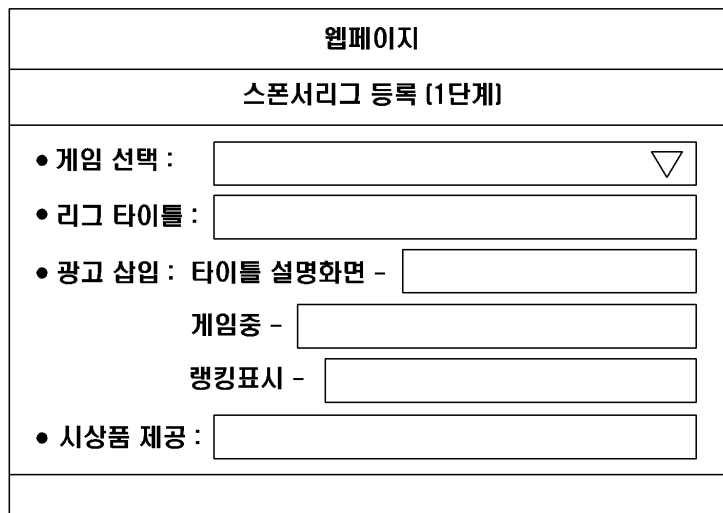 웹페이지
스폰서리그 등록 (1단계)
● 게임 선택 :
● 리그 타이틀 :
● 광고 삽입 : 타이틀 설명화면 -
게임중 -
랭킹표시 -
● 시상품 제공 :